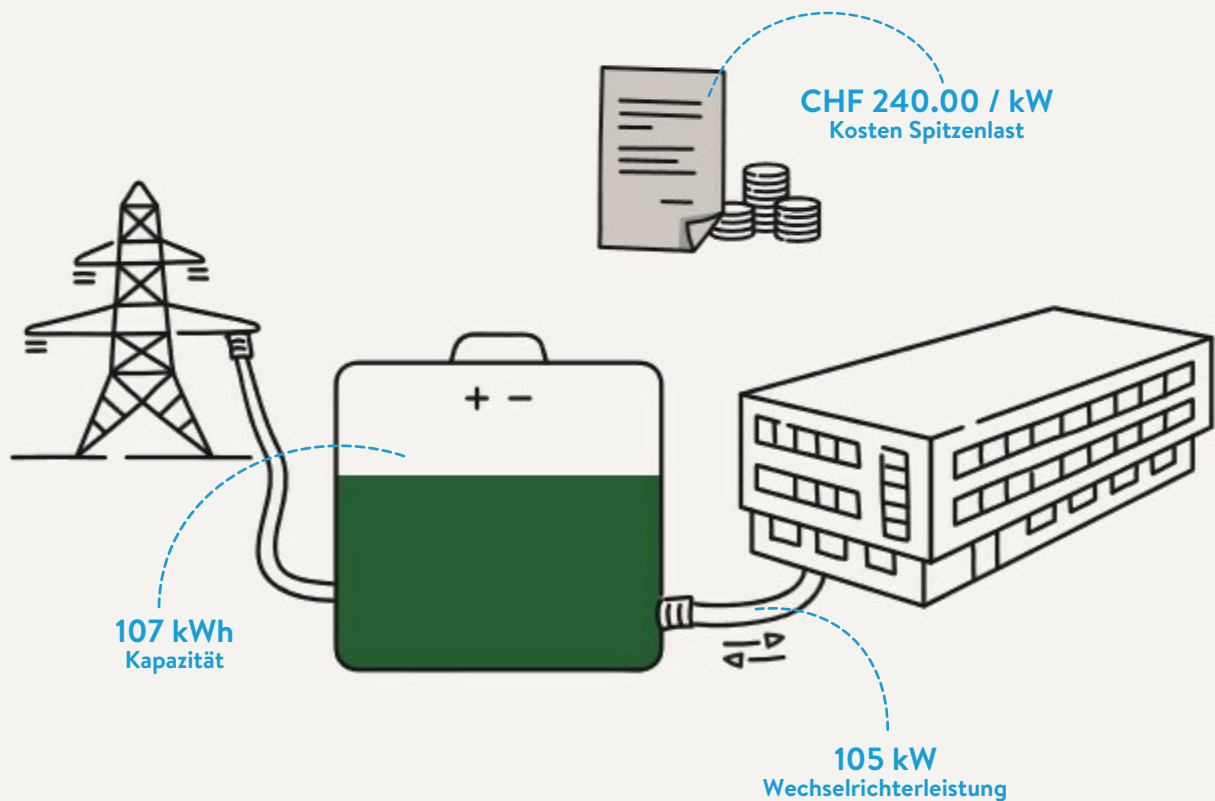 CHF 240.00 / kW
Kosten Spitzenlast
+ −
107 kWh
Kapazität
105 kW
Wechselrichterleistung